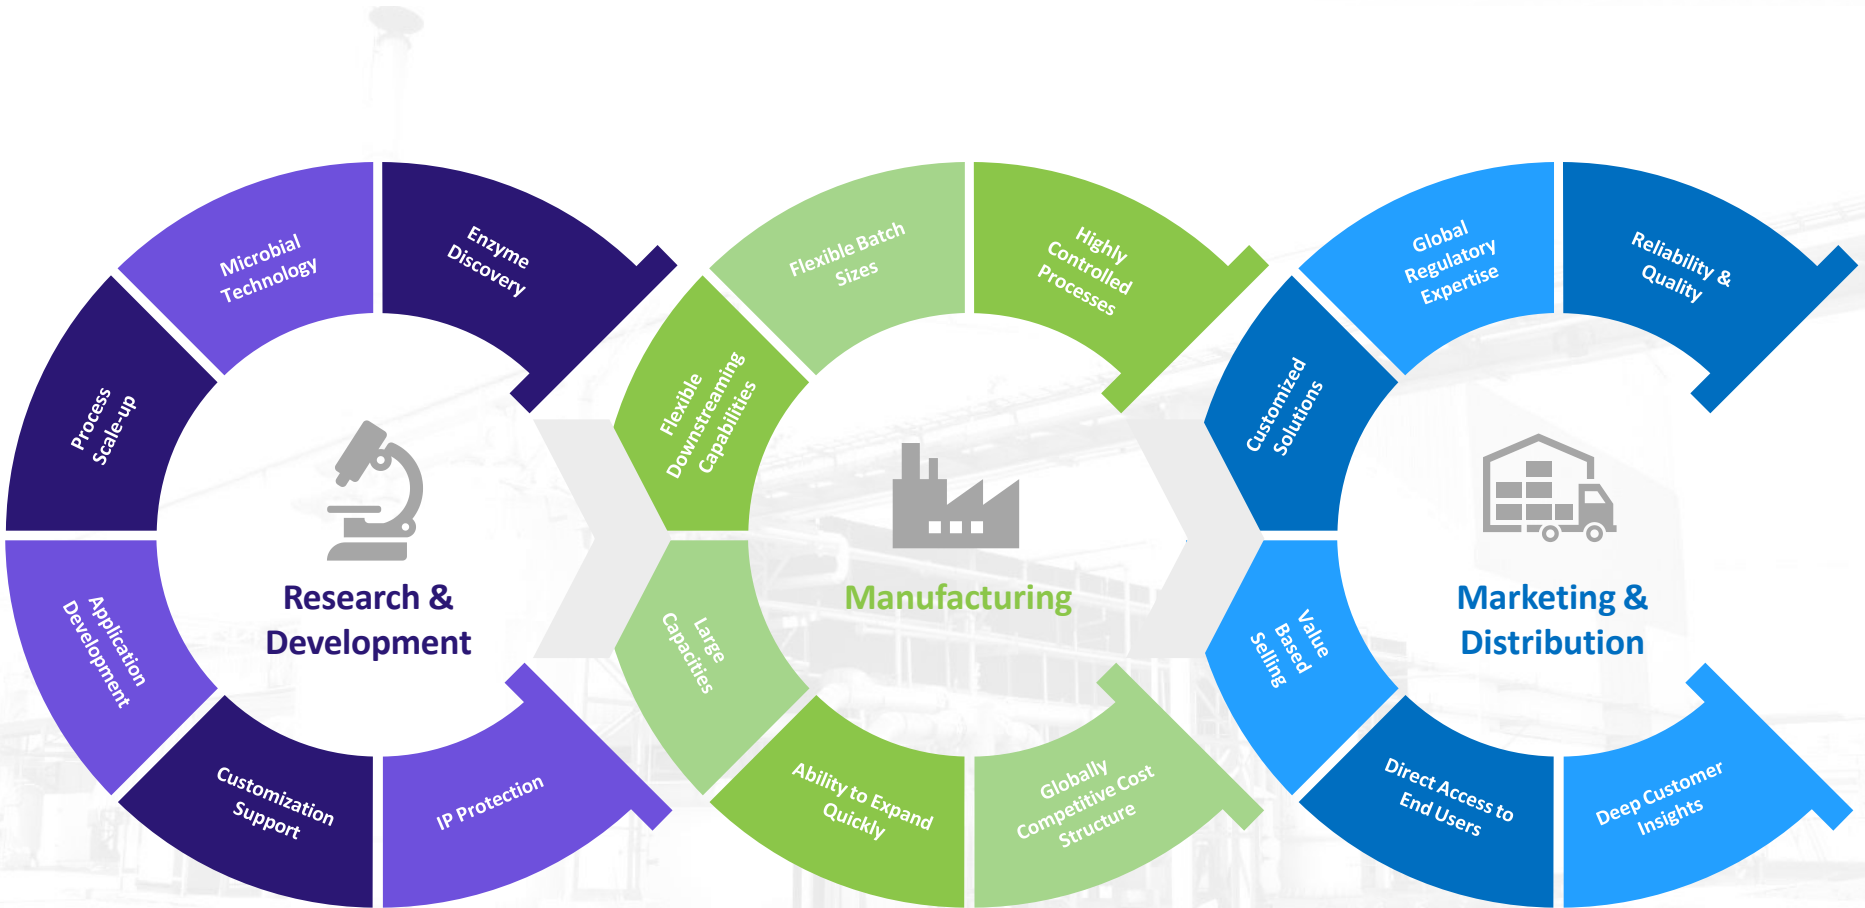 Enzyme
Discovery
Microbial
Technology
Process
Scale-up
Application
Development
Customization
Support
IP Protection
Research &
Development
Highly
Controlled
Processes
Flexible Batch
Sizes
Flexible
Downstreaming
Capabilities
Large
Capacities
Ability to Expand
Quickly
Globally
Competitive Cost
Structure
Manufacturing
Reliability &
Quality
Global
Regulatory
Expertise
Customized
Solutions
Value
Based
Selling
Direct Access to
End Users
Deep Customer
Insights
Marketing &
Distribution